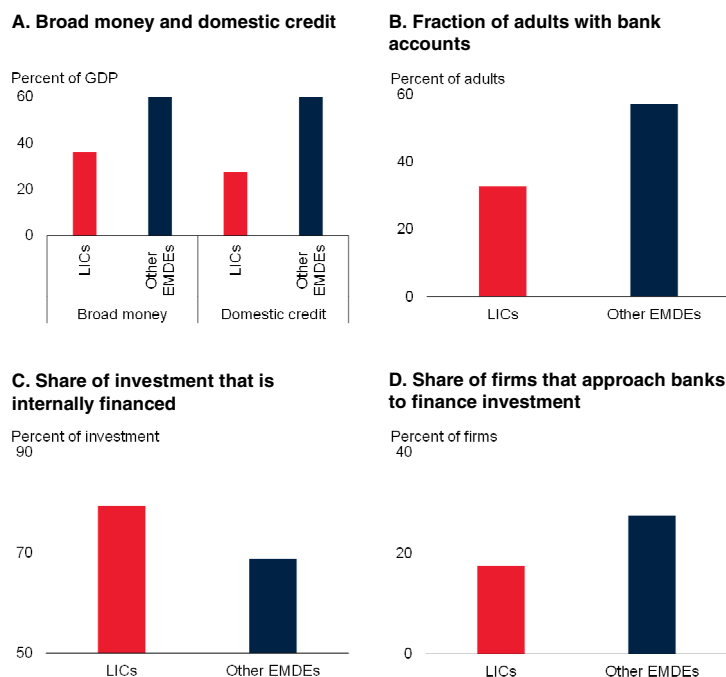 A. Broad money and domestic credit
Percent of GDP
60
40
20
0
LICs
Other
EMDEs
LICs
Other
EMDEs
Broad money
Domestic credit
B. Fraction of adults with bank
accounts
Percent of adults
60
40
20
0
LICs
Other EMDEs
C. Share of investment that is
internally financed
Percent of investment
90
70
50
LICs
Other EMDEs
D. Share of firms that approach banks
to finance investment
Percent of firms
40
20
0
LICs
Other EMDEs